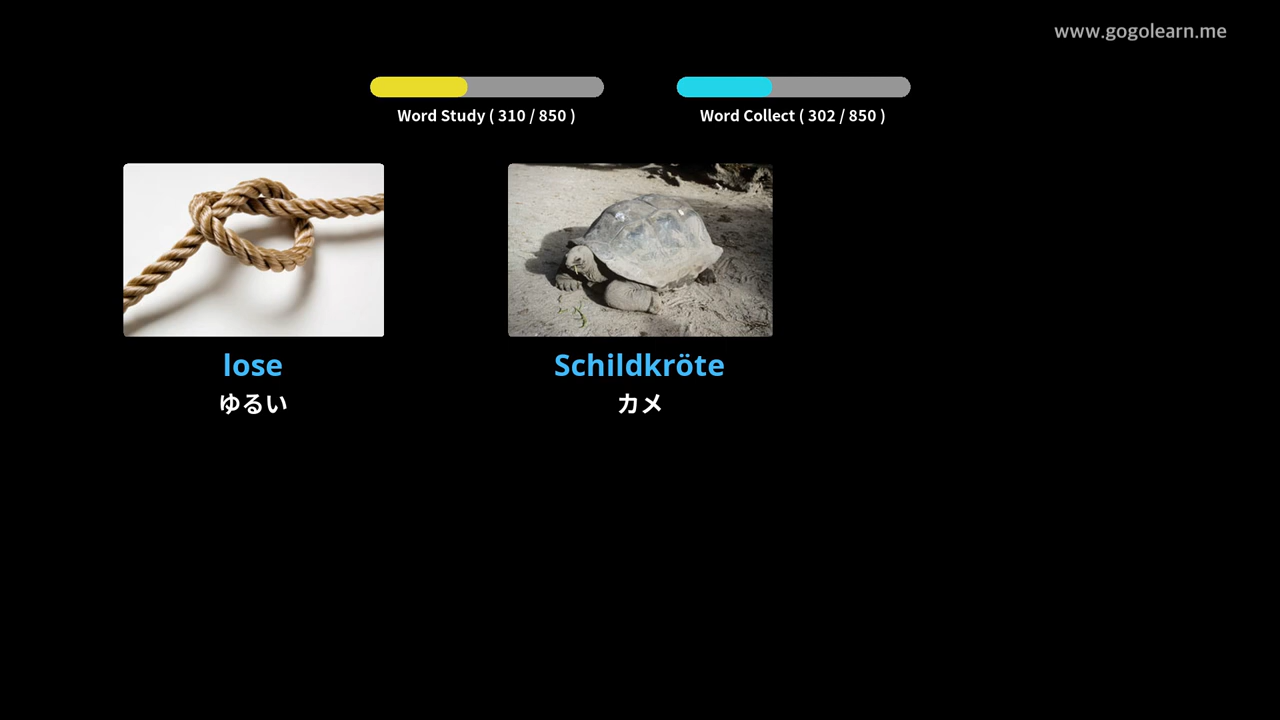 www.gogolearn.me
Word Study ( 310 / 850 )
Word Collect ( 302 / 850 )
lose
ゆるい
Schildkröte
カメ